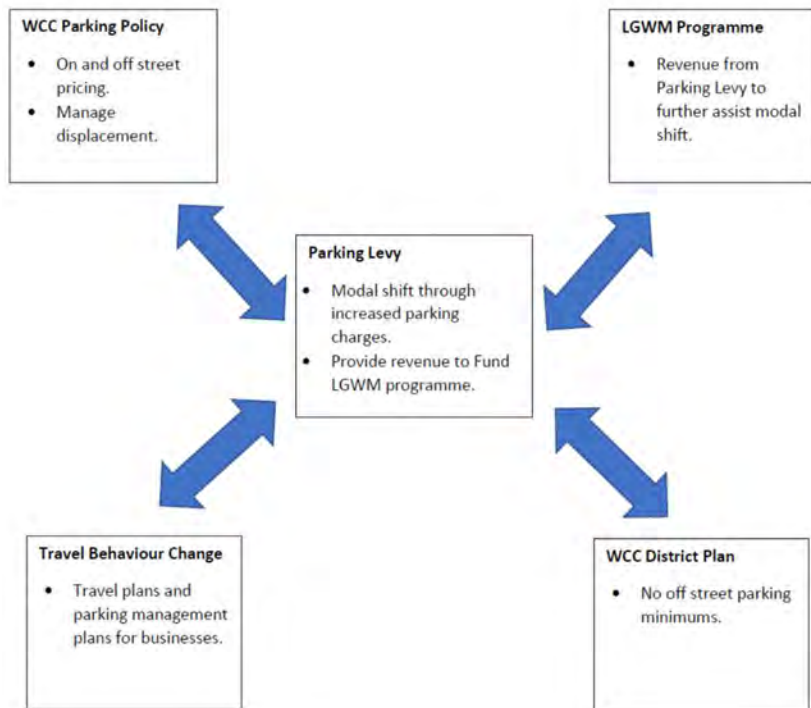 WCC Parking Policy
• On and off street
pricing.
• Manage
displacement.
LGWM Programme
• Revenue from
Parking Levy to
further assist modal
shift.
Parking Levy
• Modal shift through
increased parking
charges.
• Provide revenue to Fund
LGWM programme.
Travel Behaviour Change
• Travel plans and
parking management
plans for businesses.
WCC District Plan
• No off street parking
minimums.